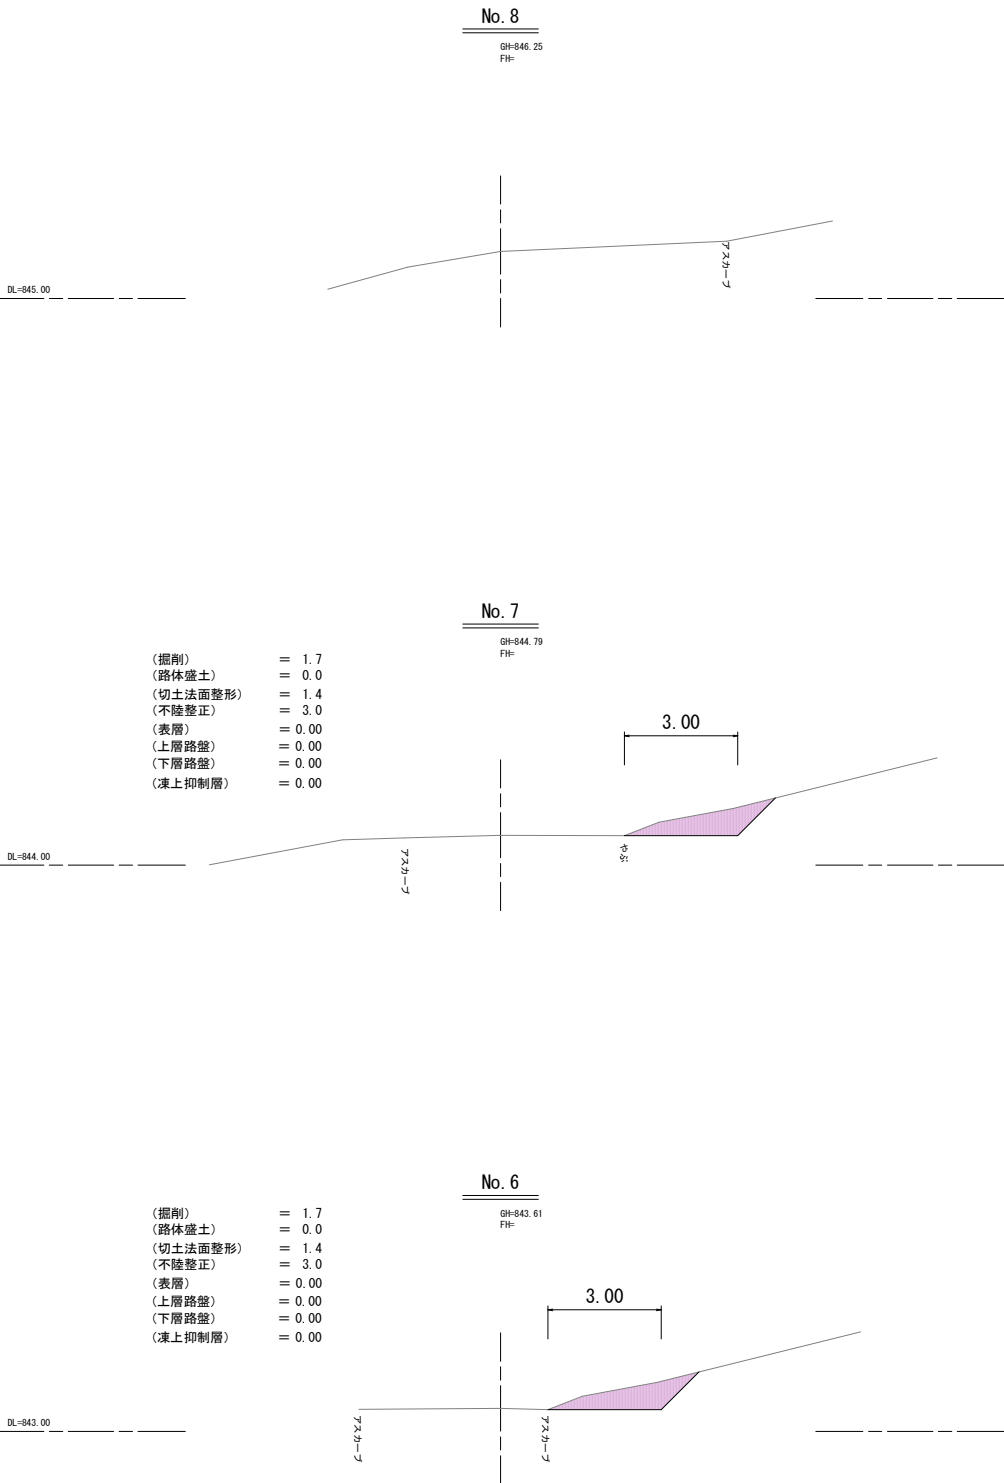 No. 8
GH=846.25
FH=
アスカーブ
DL=845.00
No. 7
GH=844.79
FH=
(掘削) = 1.7
(路体盛土) = 0.0
(切土法面整形) = 1.4
(不陸整正) = 3.0
(表層) = 0.00
(上層路盤) = 0.00
(下層路盤) = 0.00
(凍上抑制層) = 0.00
3.00
アスカーブ
やぶ
DL=844.00
No. 6
GH=843.61
FH=
(掘削) = 1.7
(路体盛土) = 0.0
(切土法面整形) = 1.4
(不陸整正) = 3.0
(表層) = 0.00
(上層路盤) = 0.00
(下層路盤) = 0.00
(凍上抑制層) = 0.00
3.00
アスカーブ
アスカーブ
DL=843.00